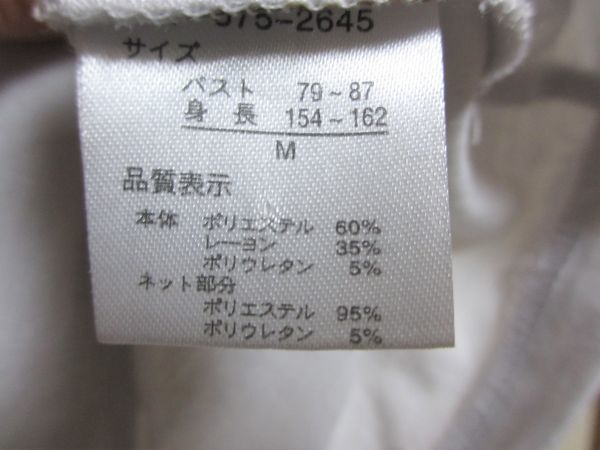 575-2645
サイズ
バスト 79~87
身長 154~162
M
品質表示
本体 ポリエステル 60%
レーヨン 35%
ポリウレタン 5%
ネット部分
ポリエステル 95%
ポリウレタン 5%